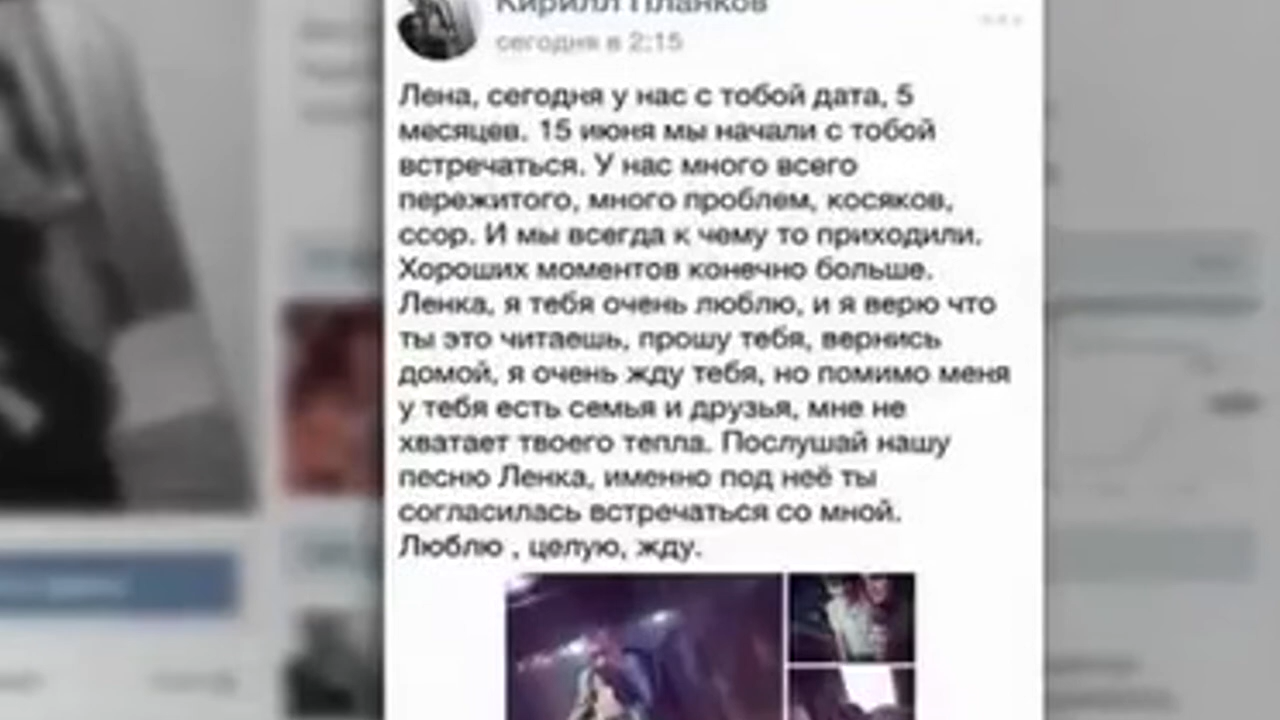 Кирилл Планков
сегодня в 2:15
Лена, сегодня у нас с тобой дата, 5
месяцев. 15 июня мы начали с тобой
встречаться. У нас много всего
пережитого, много проблем, косяков,
ссор. И мы всегда к чему то приходили.
Хороших моментов конечно больше.
Ленка, я тебя очень люблю, и я верю что
ты это читаешь, прошу тебя, вернись
домой, я очень жду тебя, но помимо меня
у тебя есть семья и друзья, мне не
хватает твоего тепла. Послушай нашу
песню Ленка, именно под неё ты
согласилась встречаться со мной.
Люблю , целую, жду.